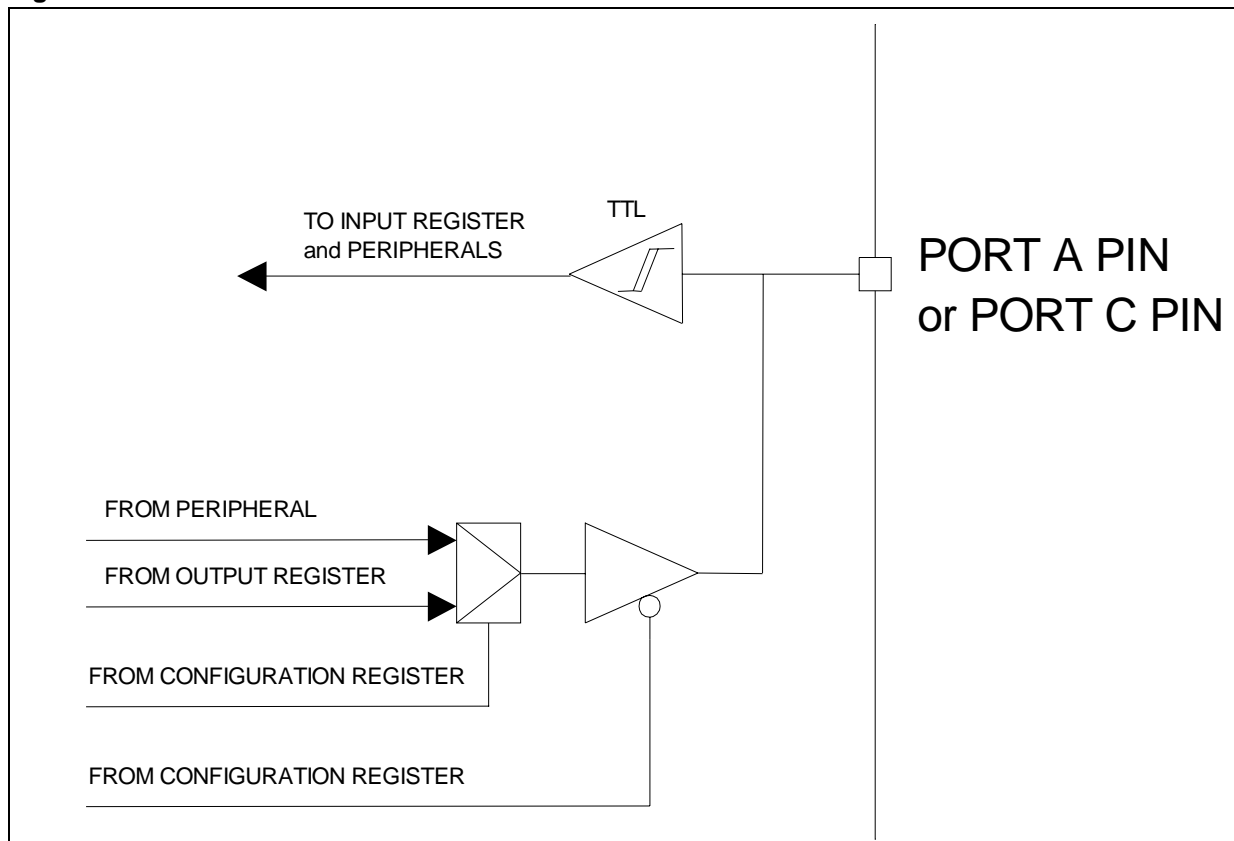 TTL
TO INPUT REGISTER
and PERIPHERALS
PORT A PIN
or PORT C PIN
FROM PERIPHERAL
FROM OUTPUT REGISTER
FROM CONFIGURATION REGISTER
FROM CONFIGURATION REGISTER